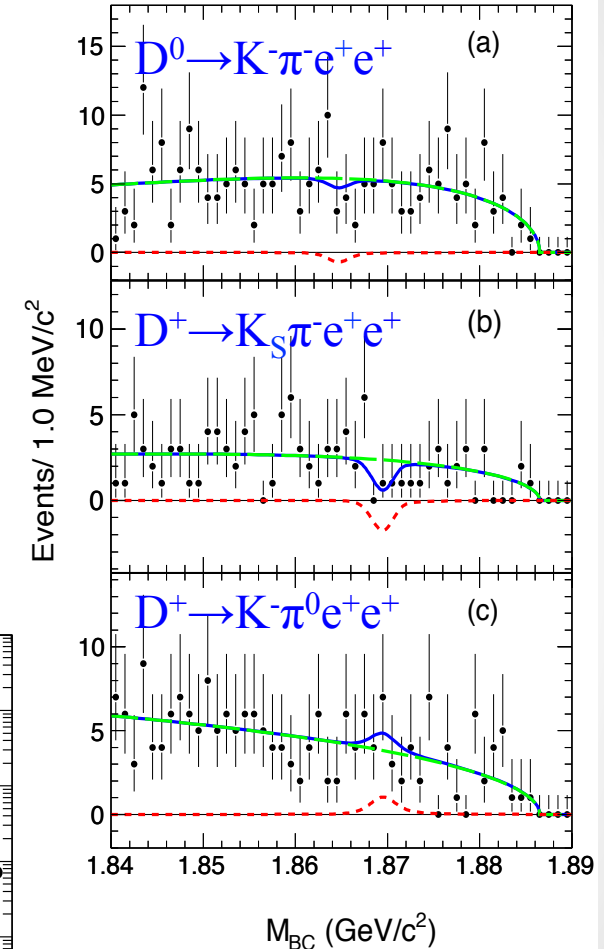 D⁰→K⁻π⁻e⁺e⁺ (a)
15
10
5
0
D⁺→K_Sπ⁻e⁺e⁺ (b)
10
5
0
D⁺→K⁻π⁰e⁺e⁺ (c)
10
5
0
1.84 1.85 1.86 1.87 1.88 1.89
M_BC (GeV/c²)
Events/ 1.0 MeV/c²